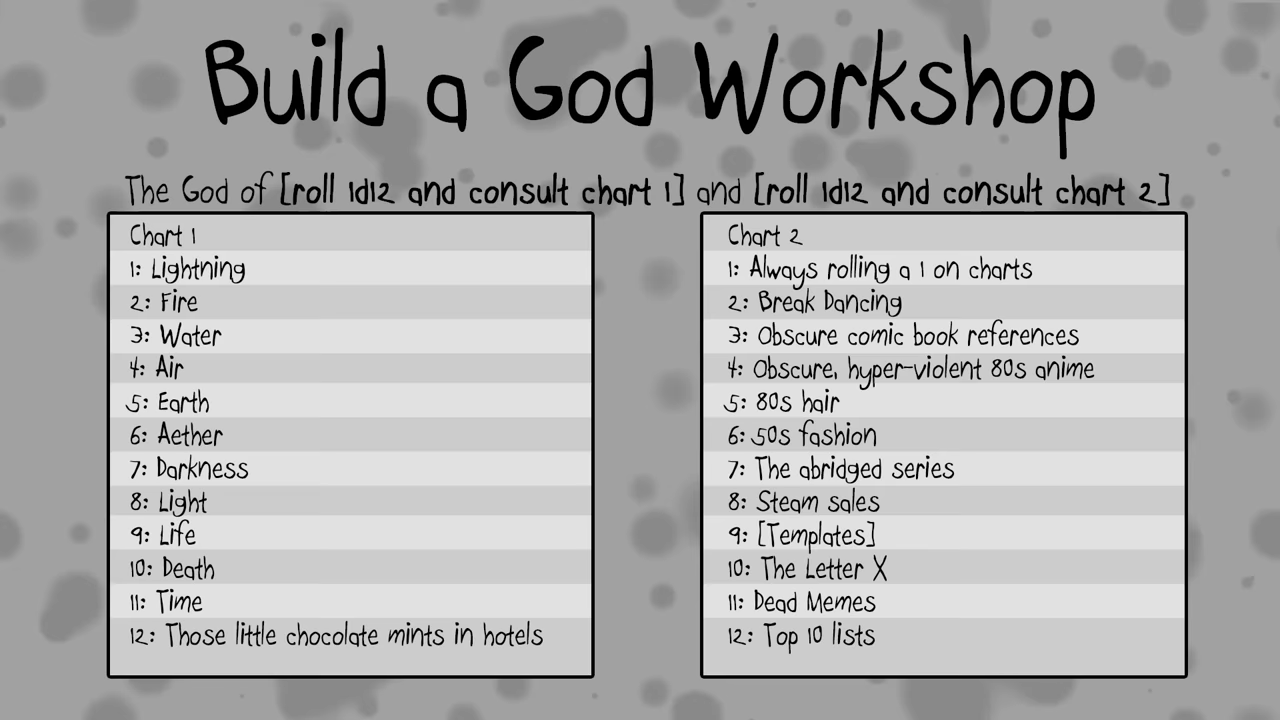 Build a God Workshop
The God of [roll 1d12 and consult chart 1] and [roll 1d12 and consult chart 2]
Chart 1
1: Lightning
2: Fire
3: Water
4: Air
5: Earth
6: Aether
7: Darkness
8: Light
9: Life
10: Death
11: Time
12: Those little chocolate mints in hotels
Chart 2
1: Always rolling a 1 on charts
2: Break Dancing
3: Obscure comic book references
4: Obscure, hyper-violent 80s anime
5: 80s hair
6: 50s fashion
7: The abridged series
8: Steam sales
9: [Templates]
10: The Letter X
11: Dead Memes
12: Top 10 lists